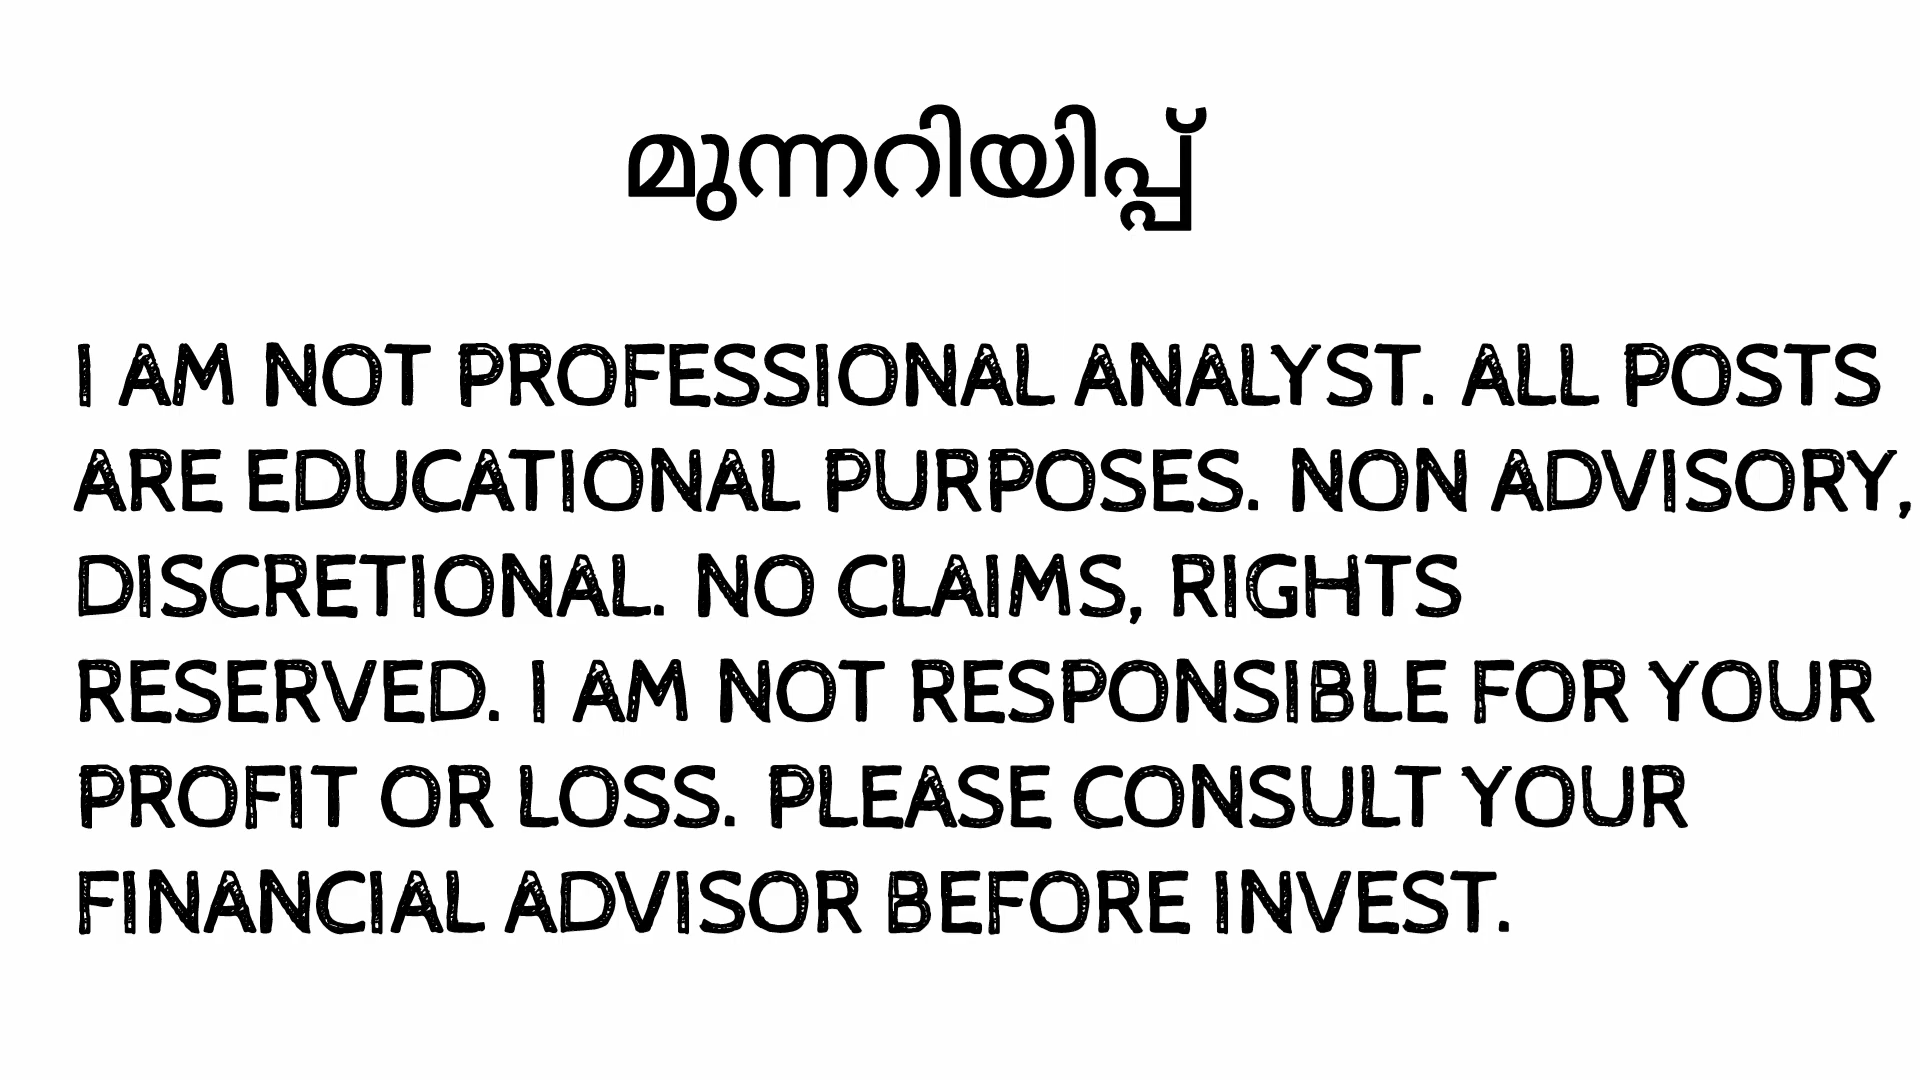 മുന്നറിയിപ്പ്
I AM NOT PROFESSIONAL ANALYST. ALL POSTS
ARE EDUCATIONAL PURPOSES. NON ADVISORY,
DISCRETIONAL. NO CLAIMS, RIGHTS
RESERVED. I AM NOT RESPONSIBLE FOR YOUR
PROFIT OR LOSS. PLEASE CONSULT YOUR
FINANCIAL ADVISOR BEFORE INVEST.